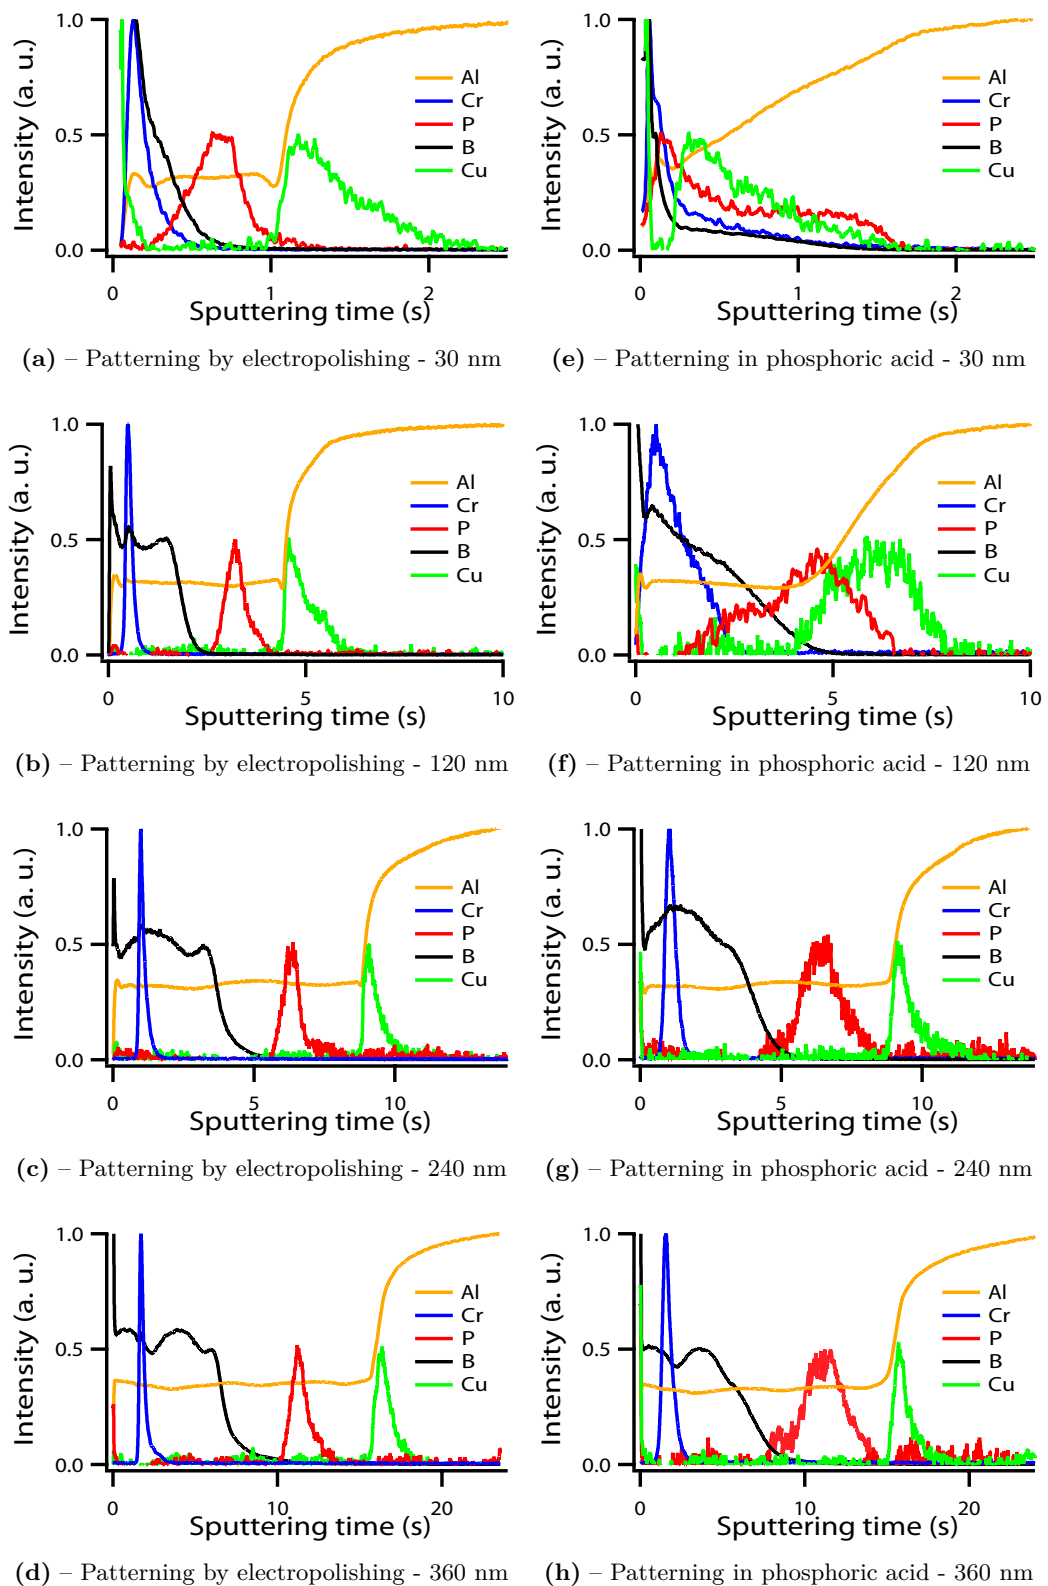 1.0
0.5
0.0
Intensity (a. u.)
Al
Cr
P
B
Cu
0
1
2
Sputtering time (s)
(a) – Patterning by electropolishing - 30 nm
1.0
0.5
0.0
Intensity (a. u.)
Al
Cr
P
B
Cu
0
1
2
Sputtering time (s)
(e) – Patterning in phosphoric acid - 30 nm
1.0
0.5
0.0
Intensity (a. u.)
Al
Cr
P
B
Cu
0
5
10
Sputtering time (s)
(b) – Patterning by electropolishing - 120 nm
1.0
0.5
0.0
Intensity (a. u.)
Al
Cr
P
B
Cu
0
5
10
Sputtering time (s)
(f) – Patterning in phosphoric acid - 120 nm
1.0
0.5
0.0
Intensity (a. u.)
Al
Cr
P
B
Cu
0
5
10
Sputtering time (s)
(c) – Patterning by electropolishing - 240 nm
1.0
0.5
0.0
Intensity (a. u.)
Al
Cr
P
B
Cu
0
5
10
Sputtering time (s)
(g) – Patterning in phosphoric acid - 240 nm
1.0
0.5
0.0
Intensity (a. u.)
Al
Cr
P
B
Cu
0
10
20
Sputtering time (s)
(d) – Patterning by electropolishing - 360 nm
1.0
0.5
0.0
Intensity (a. u.)
Al
Cr
P
B
Cu
0
10
20
Sputtering time (s)
(h) – Patterning in phosphoric acid - 360 nm